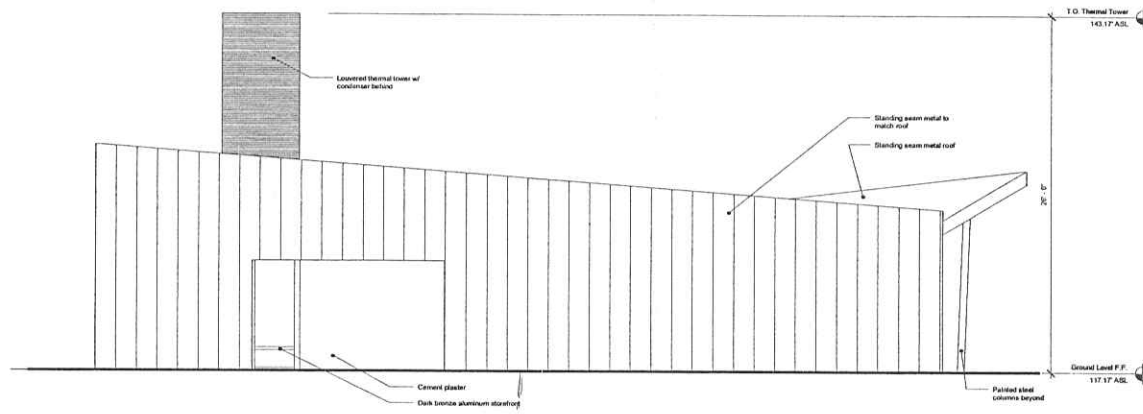 T.O. Thermal Tower
143.17' ASL
Louvered thermal tower w/
condenser behind
Standing seam metal to
match roof
Standing seam metal roof
26' - 0"
Cement plaster
Dark bronze aluminum storefront
Painted steel
columns beyond
Ground Level F.F.
117.17' ASL